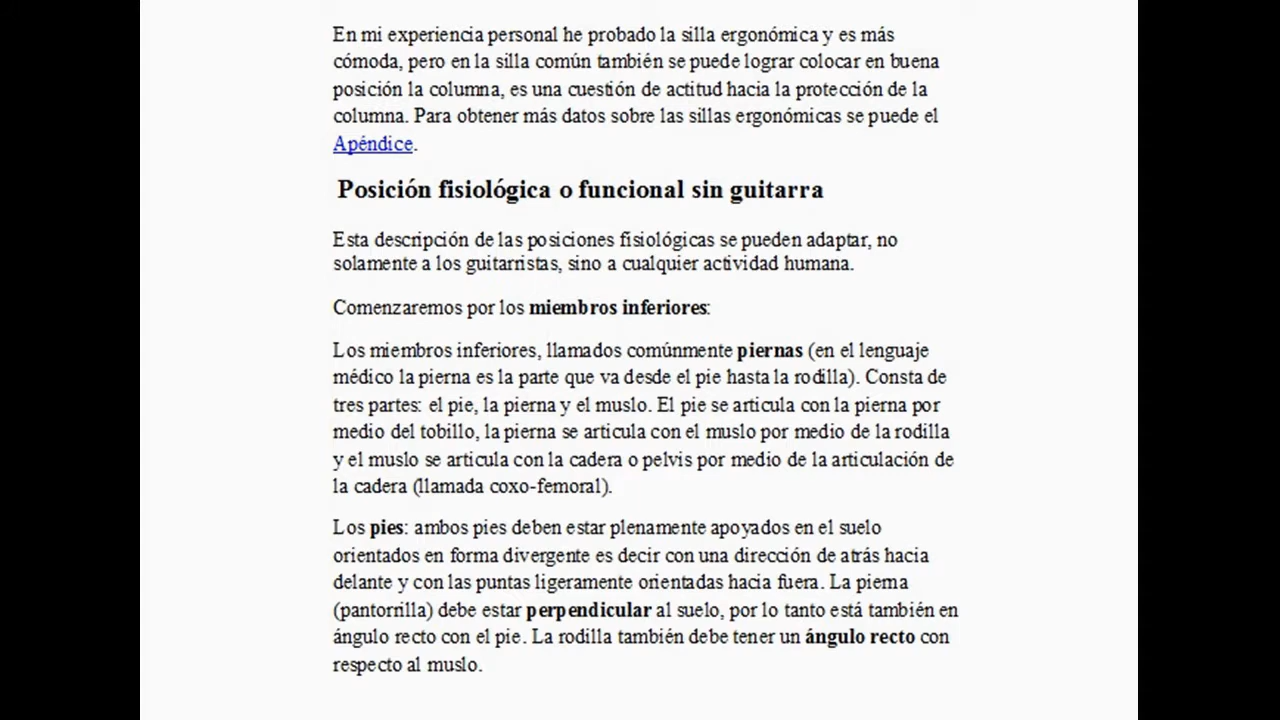 En mi experiencia personal he probado la silla ergonómica y es más
cómoda, pero en la silla común también se puede lograr colocar en buena
posición la columna, es una cuestión de actitud hacia la protección de la
columna. Para obtener más datos sobre las sillas ergonómicas se puede el
Apéndice.
Posición fisiológica o funcional sin guitarra
Esta descripción de las posiciones fisiológicas se pueden adaptar, no
solamente a los guitarristas, sino a cualquier actividad humana.
Comenzaremos por los miembros inferiores:
Los miembros inferiores, llamados comúnmente piernas (en el lenguaje
médico la pierna es la parte que va desde el pie hasta la rodilla). Consta de
tres partes: el pie, la pierna y el muslo. El pie se articula con la pierna por
medio del tobillo, la pierna se articula con el muslo por medio de la rodilla
y el muslo se articula con la cadera o pelvis por medio de la articulación de
la cadera (llamada coxo-femoral).
Los pies: ambos pies deben estar plenamente apoyados en el suelo
orientados en forma divergente es decir con una dirección de atrás hacia
delante y con las puntas ligeramente orientadas hacia fuera. La pierna
(pantorrilla) debe estar perpendicular al suelo, por lo tanto está también en
ángulo recto con el pie. La rodilla también debe tener un ángulo recto con
respecto al muslo.